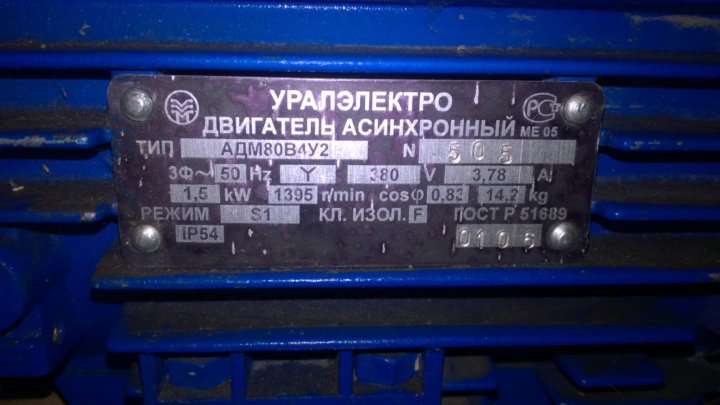 УРАЛЭЛЕКТРО
ДВИГАТЕЛЬ АСИНХРОННЫЙ МЕ 05
ТИП АДМ80В4У2 N 505
3Ф~ 50 Hz Y 380 V 3,78 A
1,5 kW 1395 r/min cosφ 0,83 14,2 kg
РЕЖИМ S1 КЛ. ИЗОЛ. F ГОСТ Р 51689
IP54 0106